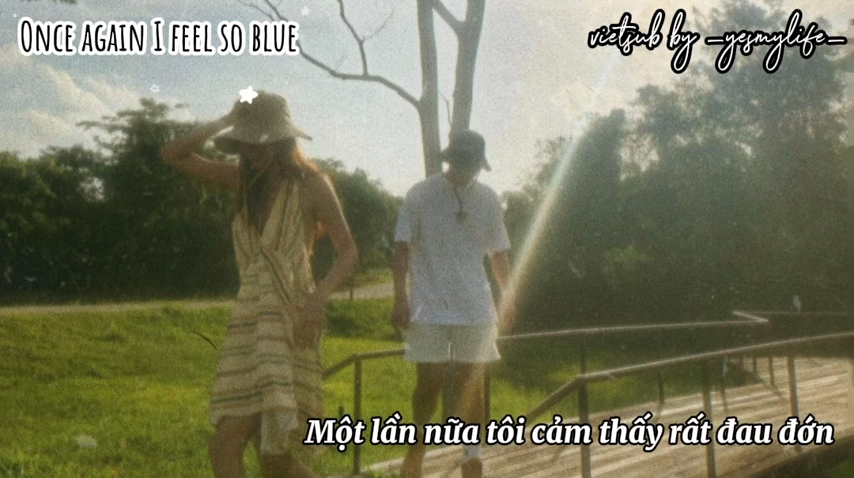 ONCE AGAIN I FEEL SO BLUE
vietsub by _yesmylife_
Một lần nữa tôi cảm thấy rất đau đớn